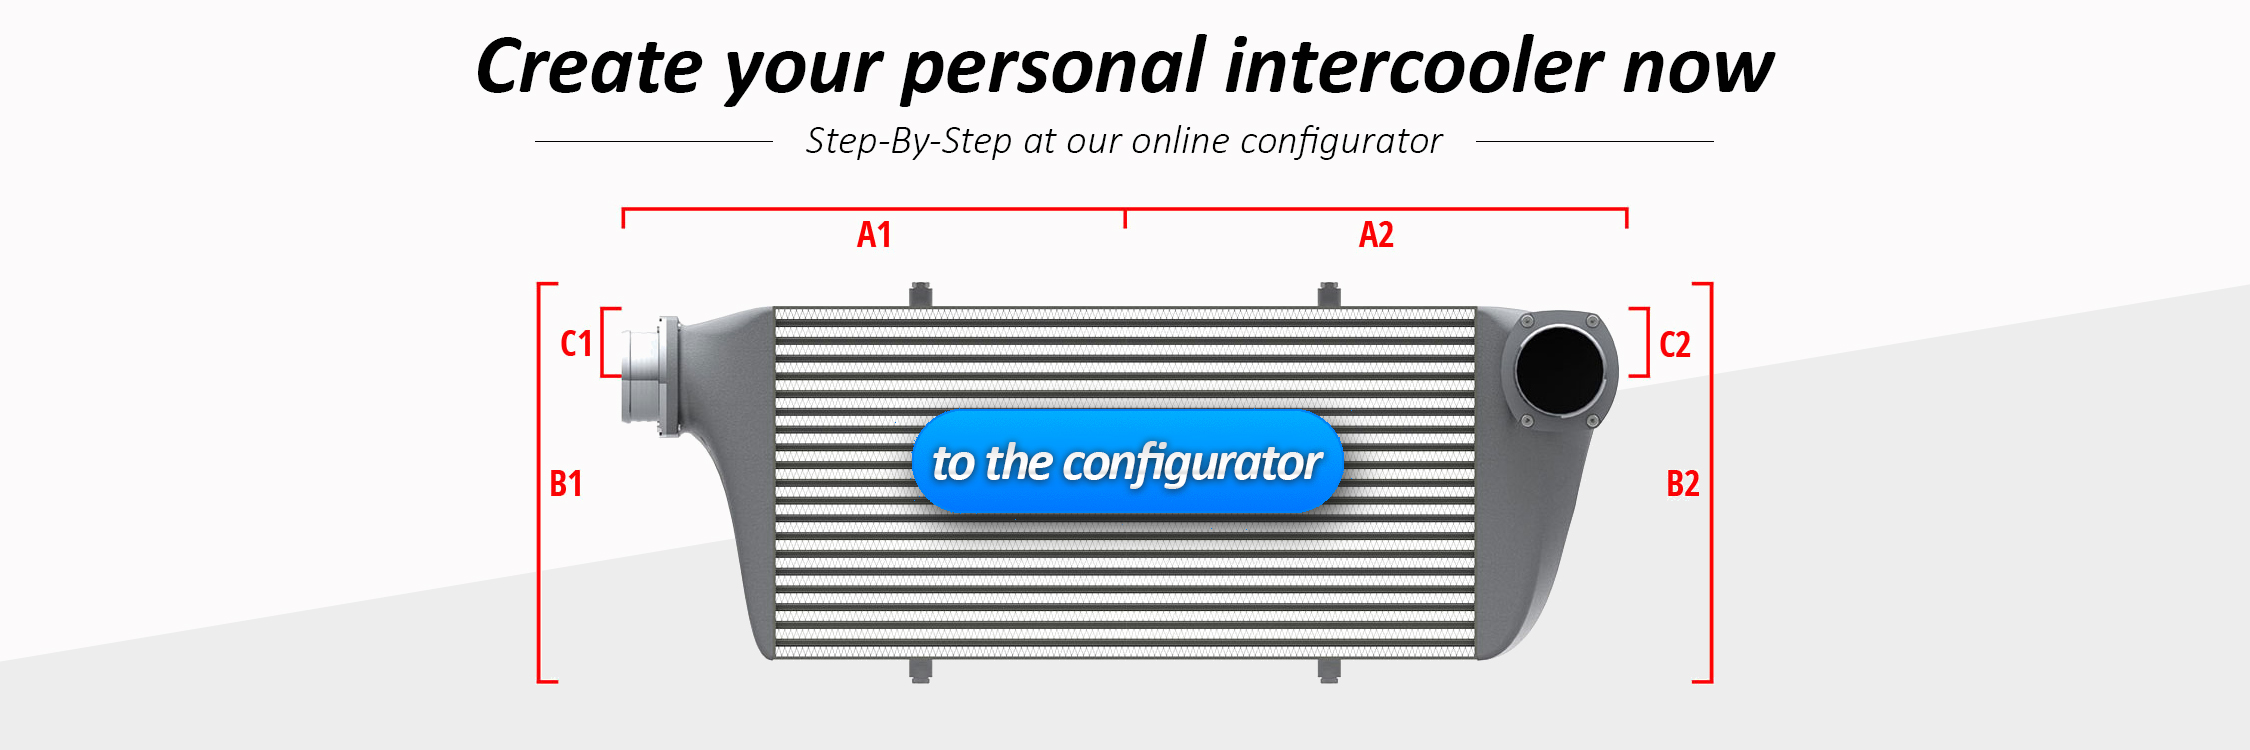 Create your personal intercooler now
Step-By-Step at our online configurator
A1 A2
C1 C2
to the configurator
B1 B2